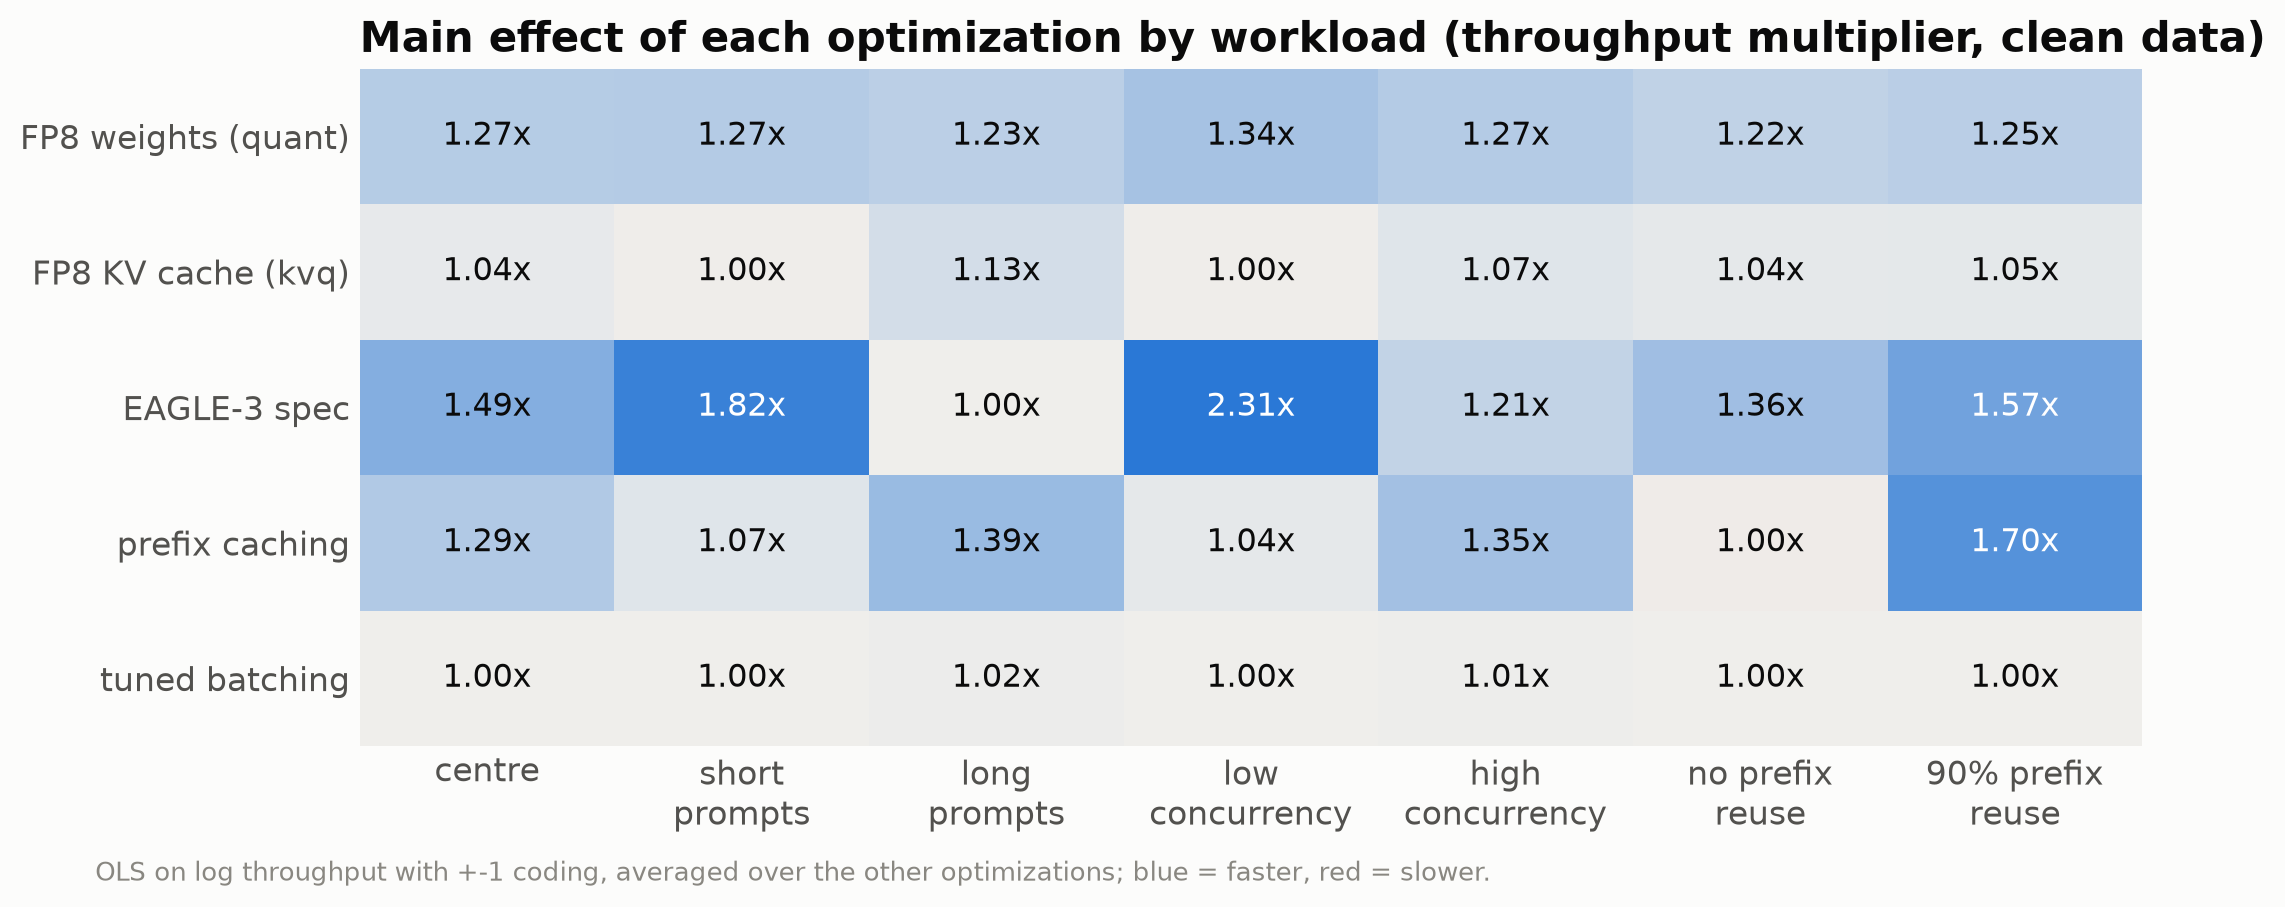 Main effect of each optimization by workload (throughput multiplier, clean data)
FP8 weights (quant) 1.27x 1.27x 1.23x 1.34x 1.27x 1.22x 1.25x
FP8 KV cache (kvq) 1.04x 1.00x 1.13x 1.00x 1.07x 1.04x 1.05x
EAGLE-3 spec 1.49x 1.82x 1.00x 2.31x 1.21x 1.36x 1.57x
prefix caching 1.29x 1.07x 1.39x 1.04x 1.35x 1.00x 1.70x
tuned batching 1.00x 1.00x 1.02x 1.00x 1.01x 1.00x 1.00x
centre short long low high no prefix 90% prefix
prompts prompts concurrency concurrency reuse reuse
OLS on log throughput with +-1 coding, averaged over the other optimizations; blue = faster, red = slower.